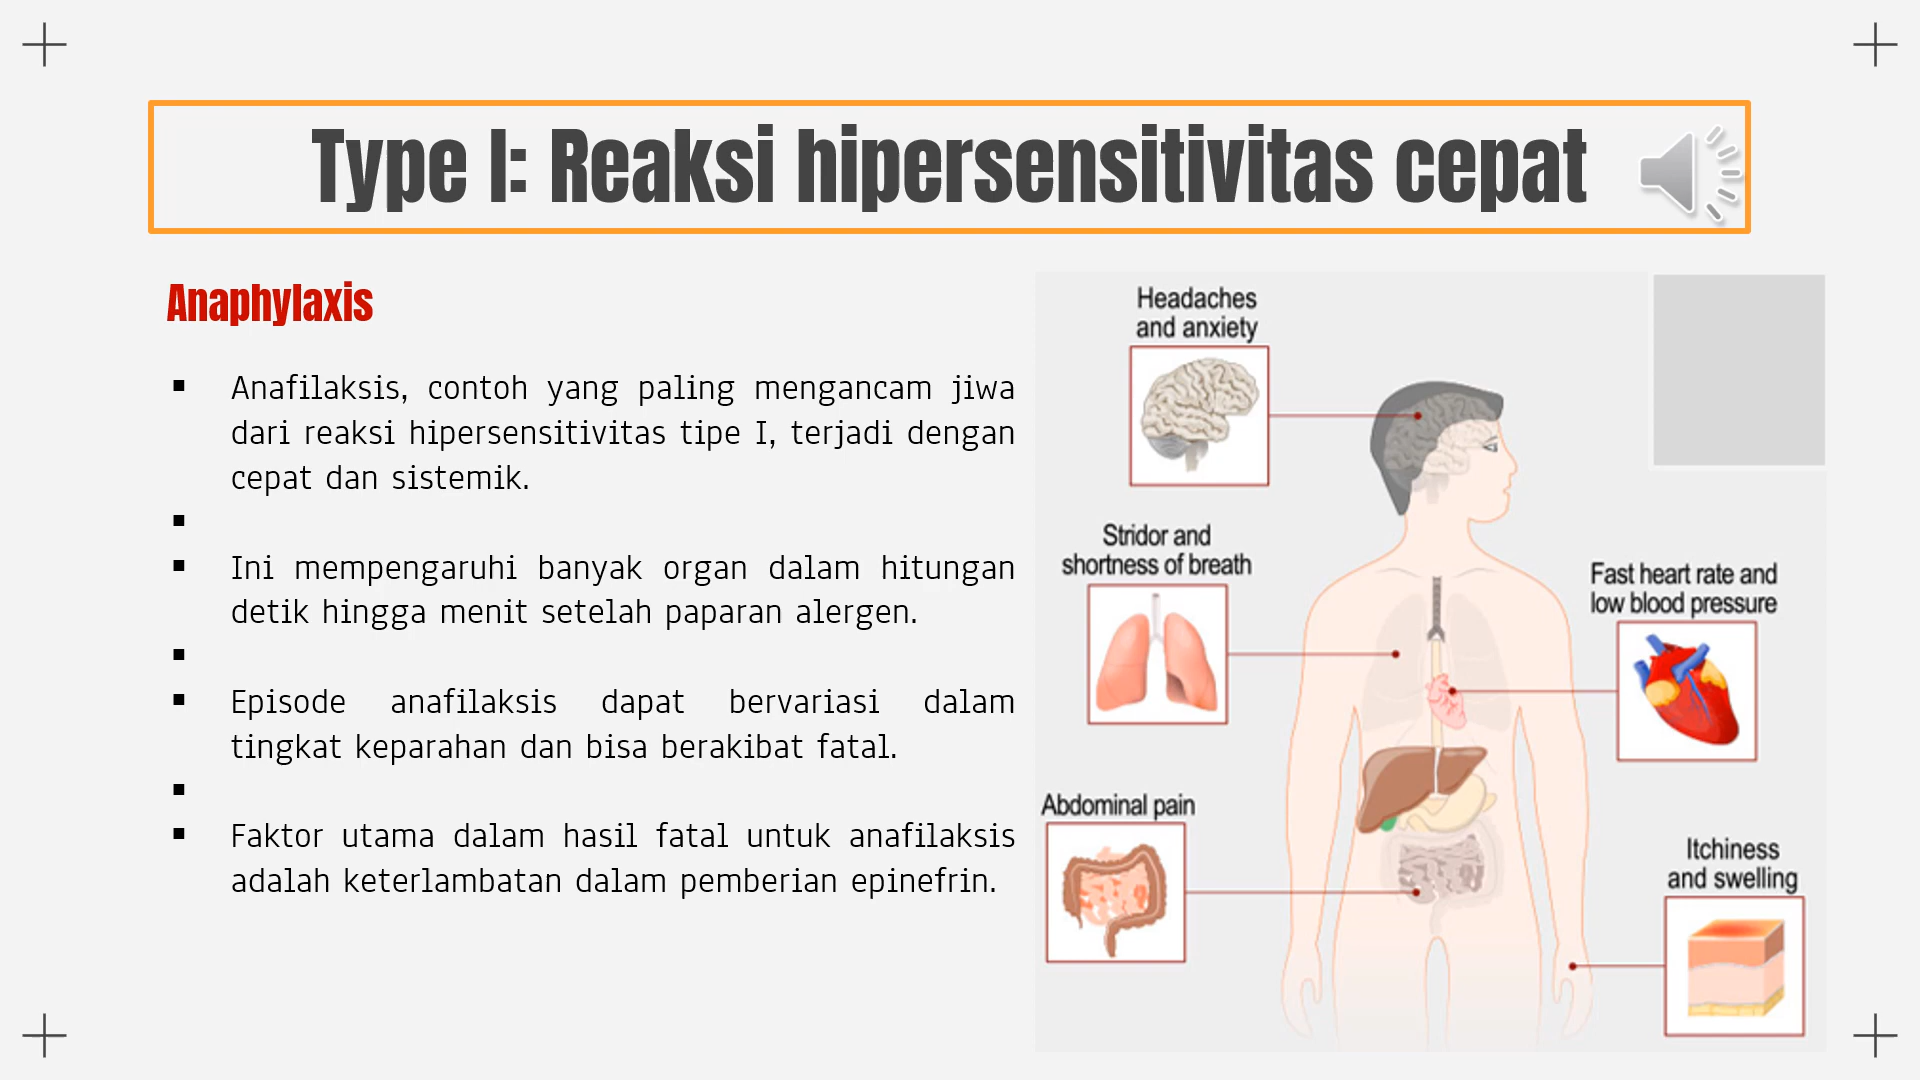 Type I: Reaksi hipersensitivitas cepat
Anaphylaxis
▪ Anafilaksis, contoh yang paling mengancam jiwa
dari reaksi hipersensitivitas tipe I, terjadi dengan
cepat dan sistemik.
▪
▪ Ini mempengaruhi banyak organ dalam hitungan
detik hingga menit setelah paparan alergen.
▪
▪ Episode anafilaksis dapat bervariasi dalam
tingkat keparahan dan bisa berakibat fatal.
▪
▪ Faktor utama dalam hasil fatal untuk anafilaksis
adalah keterlambatan dalam pemberian epinefrin.
Headaches
and anxiety
Stridor and
shortness of breath
Fast heart rate and
low blood pressure
Abdominal pain
Itchiness
and swelling